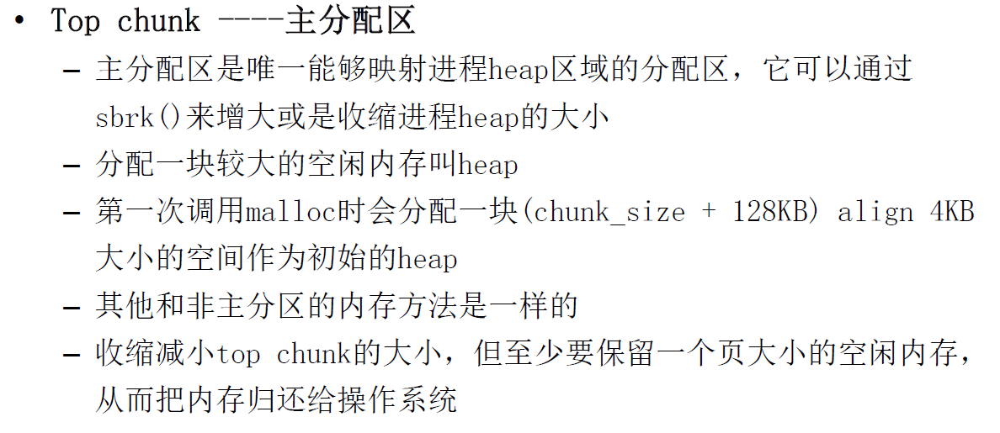 • Top chunk ----主分配区
– 主分配区是唯一能够映射进程heap区域的分配区，它可以通过
sbrk()来增大或是收缩进程heap的大小
– 分配一块较大的空闲内存叫heap
– 第一次调用malloc时会分配一块(chunk_size + 128KB) align 4KB
大小的空间作为初始的heap
– 其他和非主分区的内存方法是一样的
– 收缩减小top chunk的大小，但至少要保留一个页大小的空闲内存，
从而把内存归还给操作系统